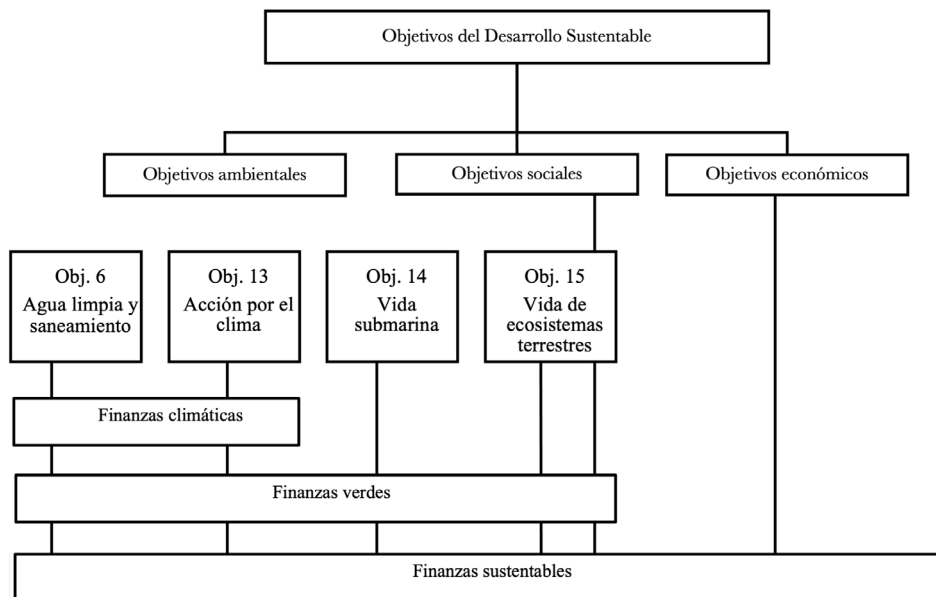 Objetivos del Desarrollo Sustentable
Objetivos ambientales
Objetivos sociales
Objetivos económicos
Obj. 6
Agua limpia y
saneamiento
Obj. 13
Acción por el
clima
Obj. 14
Vida
submarina
Obj. 15
Vida de
ecosistemas
terrestres
Finanzas climáticas
Finanzas verdes
Finanzas sustentables